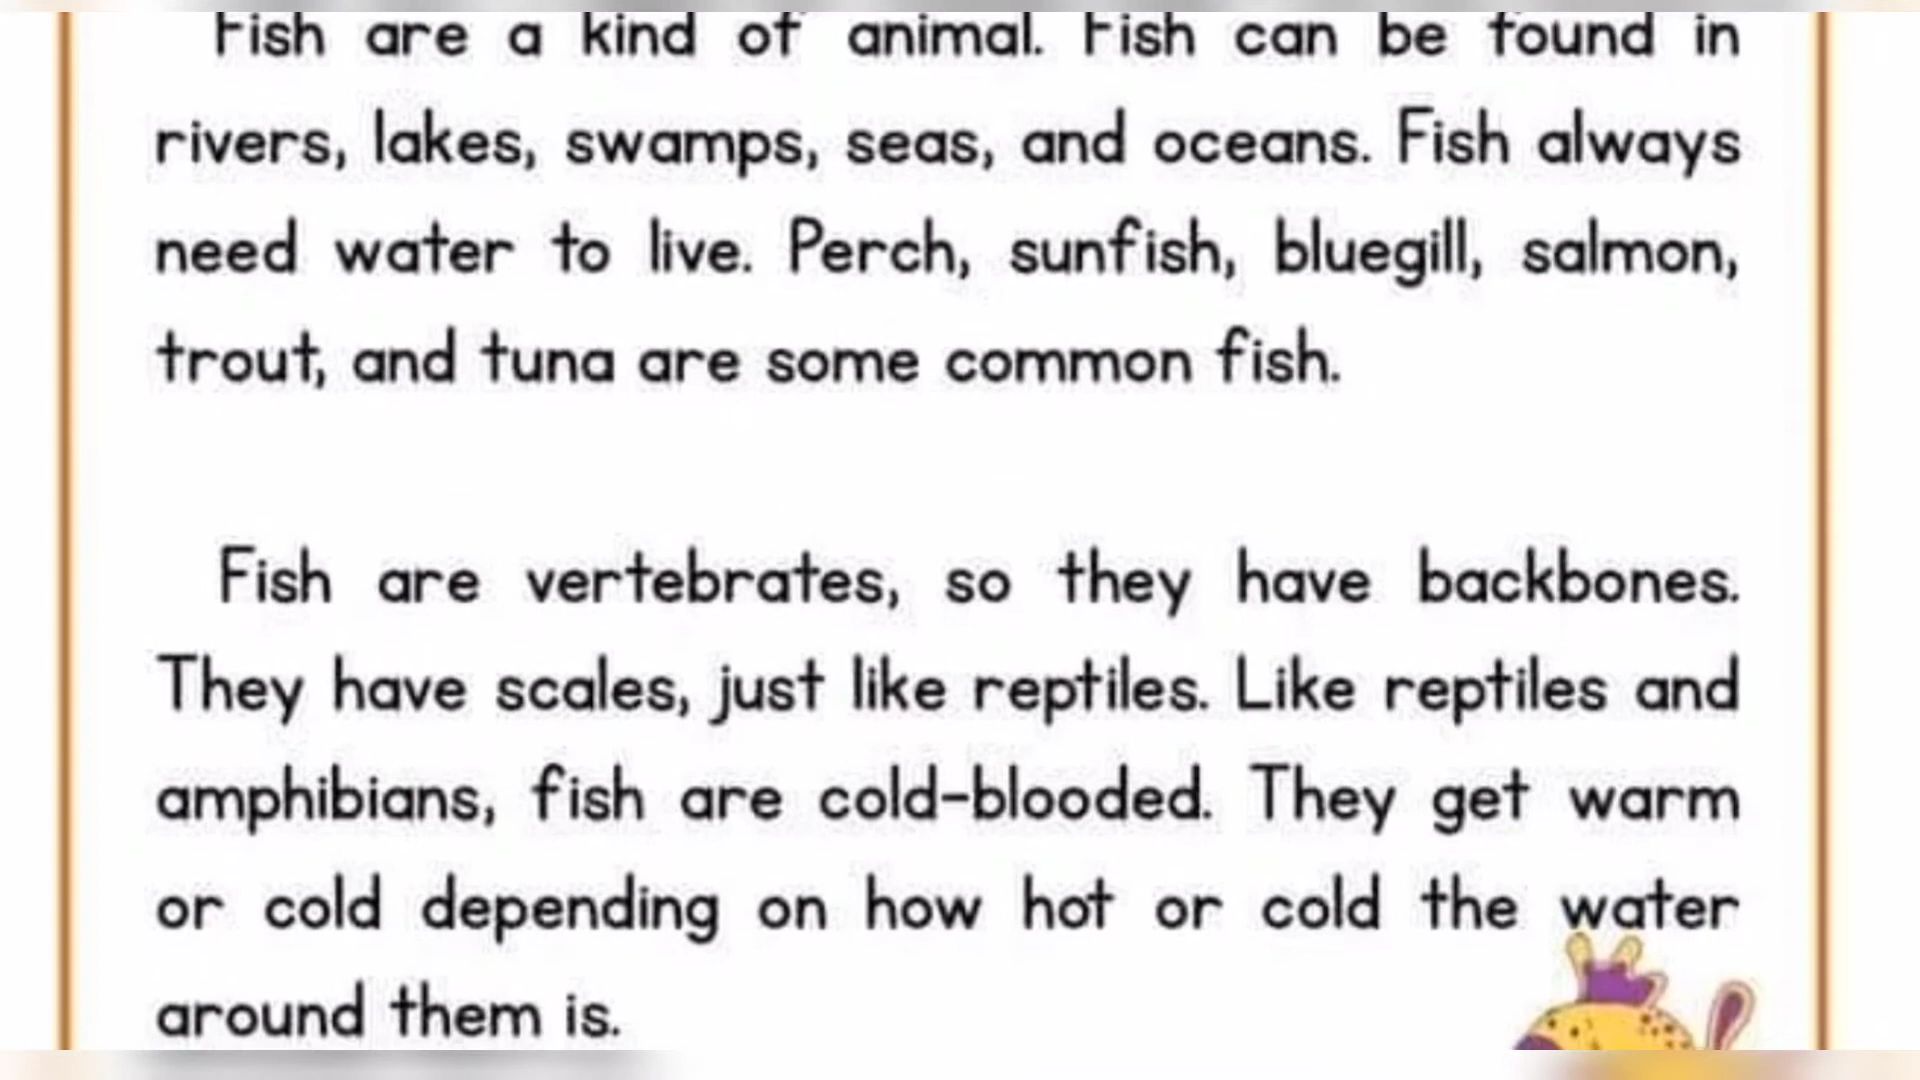 Fish are a kind of animal. Fish can be found in
rivers, lakes, swamps, seas, and oceans. Fish always
need water to live. Perch, sunfish, bluegill, salmon,
trout, and tuna are some common fish.
Fish are vertebrates, so they have backbones.
They have scales, just like reptiles. Like reptiles and
amphibians, fish are cold-blooded. They get warm
or cold depending on how hot or cold the water
around them is.